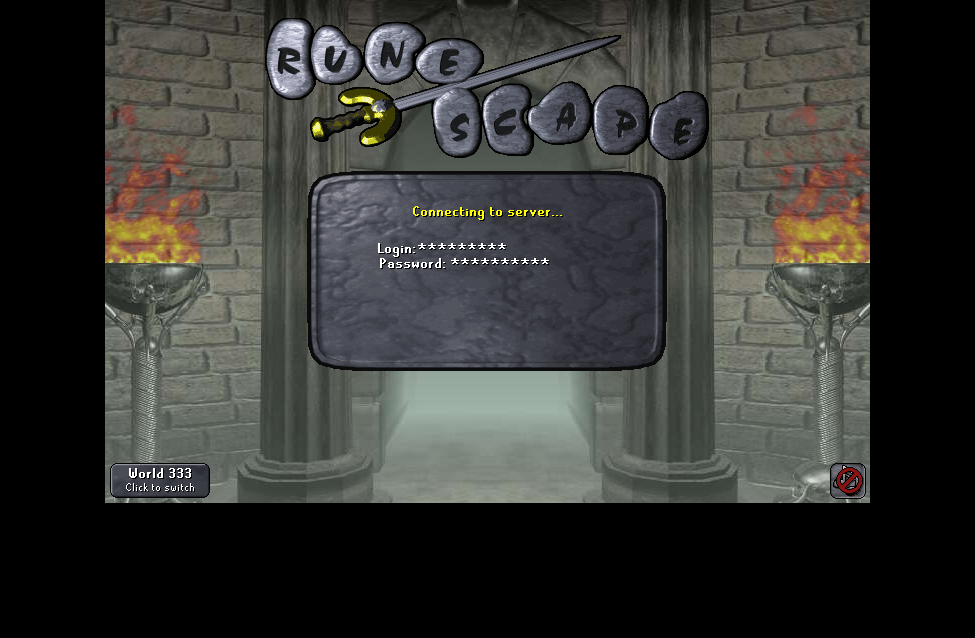 RUNE
SCAPE
Connecting to server...
Login:*********
Password: **********
World 333
Click to switch